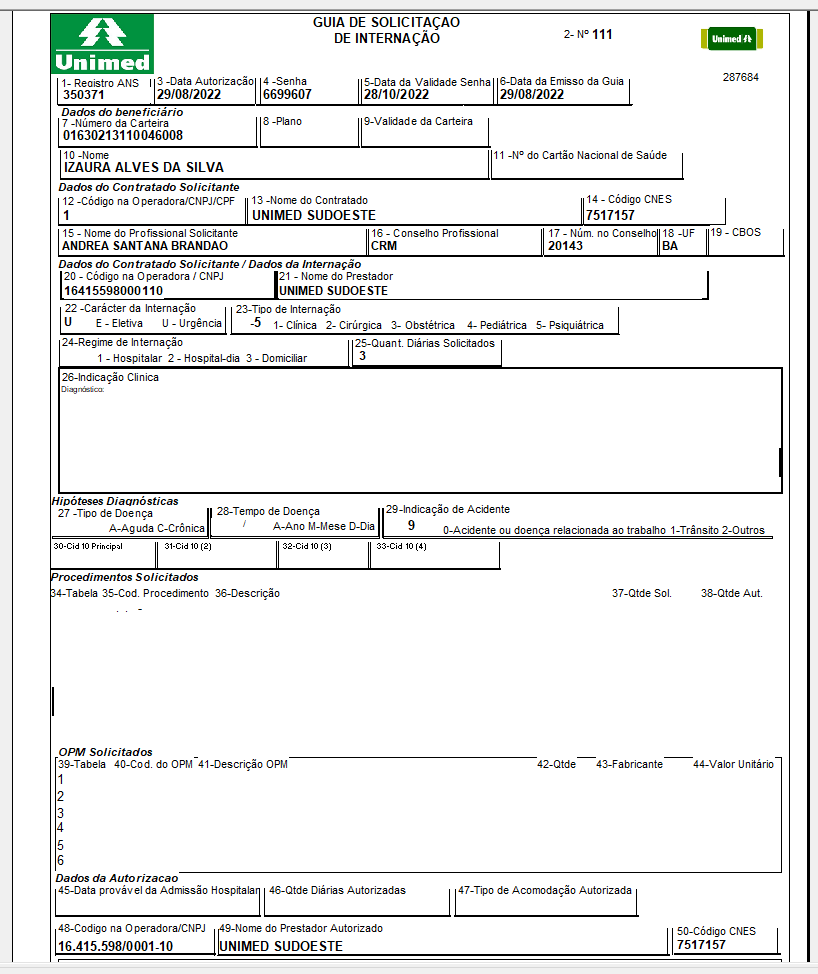 GUIA DE SOLICITAÇAO
DE INTERNAÇÃO
2- Nº 111
Unimed
Unimed
287684
1- Registro ANS 3 -Data Autorização 4 -Senha 5-Data da Validade Senha 6-Data da Emisso da Guia
350371 29/08/2022 6699607 28/10/2022 29/08/2022
Dados do beneficiário
7 -Número da Carteira 8 -Plano 9-Validade da Carteira
01630213110046008
10 -Nome 11 -Nº do Cartão Nacional de Saúde
IZAURA ALVES DA SILVA
Dados do Contratado Solicitante
12 -Código na Operadora/CNPJ/CPF 13 -Nome do Contratado 14 - Código CNES
1 UNIMED SUDOESTE 7517157
15 - Nome do Profissional Solicitante 16 - Conselho Profissional 17 - Núm. no Conselho 18 -UF 19 - CBOS
ANDREA SANTANA BRANDAO CRM 20143 BA
Dados do Contratado Solicitante / Dados da Internação
20 - Código na Operadora / CNPJ 21 - Nome do Prestador
16415598000110 UNIMED SUDOESTE
22 -Carácter da Internação 23-Tipo de Internação
U E - Eletiva U - Urgência -5 1- Clínica 2- Cirúrgica 3- Obstétrica 4- Pediátrica 5- Psiquiátrica
24-Regime de Internação 25-Quant. Diárias Solicitados
1 - Hospitalar 2 - Hospital-dia 3 - Domiciliar 3
26-Indicação Clinica
Diagnóstico:
Hipóteses Diagnósticas
27 -Tipo de Doença 28-Tempo de Doença 29-Indicação de Acidente
A-Aguda C-Crônica / A-Ano M-Mese D-Dia 9 0-Acidente ou doença relacionada ao trabalho 1-Trânsito 2-Outros
30-Cid 10 Principal 31-Cid 10 (2) 32-Cid 10 (3) 33-Cid 10 (4)
Procedimentos Solicitados
34-Tabela 35-Cod. Procedimento 36-Descrição 37-Qtde Sol. 38-Qtde Aut.
OPM Solicitados
39-Tabela 40-Cod. do OPM 41-Descrição OPM 42-Qtde 43-Fabricante 44-Valor Unitário
1
2
3
4
5
6
Dados da Autorizacao
45-Data provável da Admissão Hospitalar 46-Qtde Diárias Autorizadas 47-Tipo de Acomodação Autorizada
48-Codigo na Operadora/CNPJ 49-Nome do Prestador Autorizado 50-Código CNES
16.415.598/0001-10 UNIMED SUDOESTE 7517157